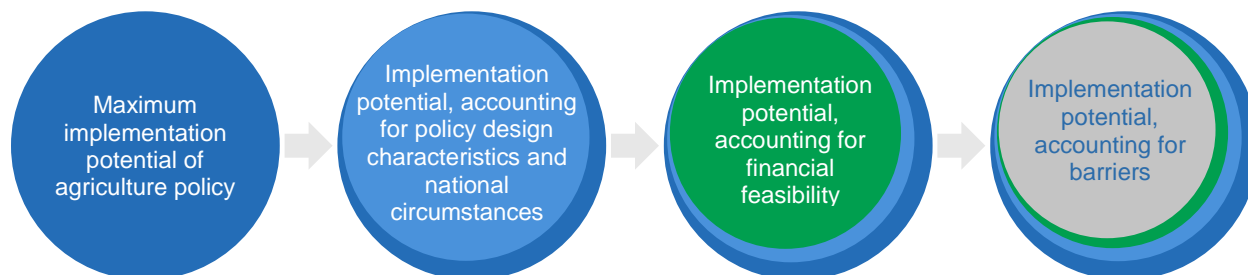 Maximum
implementation
potential of
agriculture policy
Implementation
potential, accounting
for policy design
characteristics and
national
circumstances
Implementation
potential,
accounting for
financial
feasibility
Implementation
potential,
accounting for
barriers